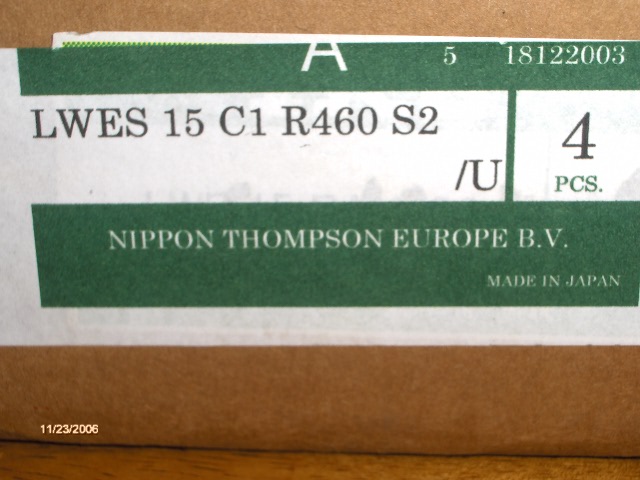 A 5 18122003
LWES 15 C1 R460 S2
/U
4
PCS.
NIPPON THOMPSON EUROPE B.V.
MADE IN JAPAN
11/23/2006